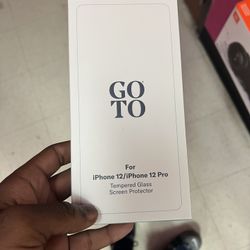 GO
TO
For
iPhone 12/iPhone 12 Pro
Tempered Glass
Screen Protector